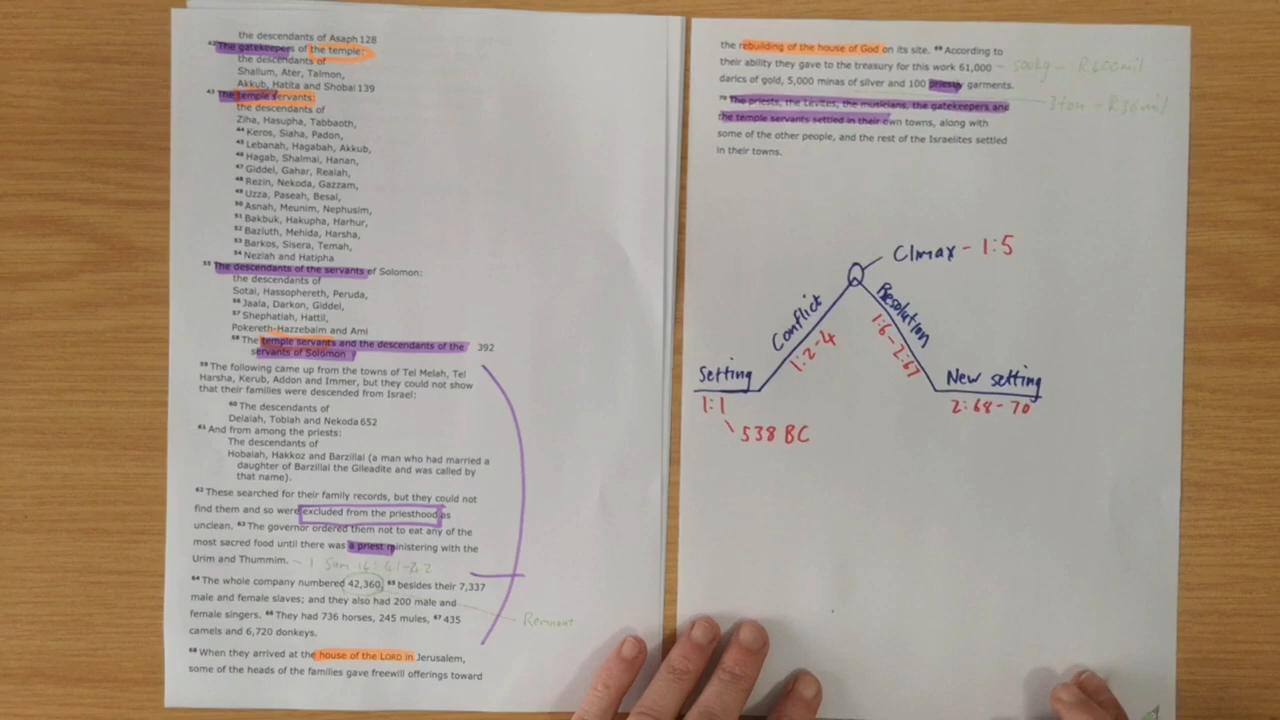 the descendants of Asaph 128
42 The gatekeepers of the temple:
the descendants of
Shallum, Ater, Talmon,
Akkub, Hatita and Shobai 139
43 The temple servants:
the descendants of
Ziha, Hasupha, Tabbaoth,
44 Keros, Siaha, Padon,
45 Lebanah, Hagabah, Akkub,
46 Hagab, Shalmai, Hanan,
47 Giddel, Gahar, Reaiah,
48 Rezin, Nekoda, Gazzam,
49 Uzza, Paseah, Besai,
50 Asnah, Meunim, Nephusim,
51 Bakbuk, Hakupha, Harhur,
52 Bazluth, Mehida, Harsha,
53 Barkos, Sisera, Temah,
54 Neziah and Hatipha
55 The descendants of the servants of Solomon:
the descendants of
Sotai, Hassophereth, Peruda,
56 Jaala, Darkon, Giddel,
57 Shephatiah, Hattil,
Pokereth-Hazzebaim and Ami
58 The temple servants and the descendants of the servants of Solomon 392
59 The following came up from the towns of Tel Melah, Tel
Harsha, Kerub, Addon and Immer, but they could not show
that their families were descended from Israel:
60 The descendants of
Delaiah, Tobiah and Nekoda 652
61 And from among the priests:
The descendants of
Hobaiah, Hakkoz and Barzillai (a man who had married a
daughter of Barzillai the Gileadite and was called by
that name).
62 These searched for their family records, but they could not
find them and so were excluded from the priesthood as
unclean. 63 The governor ordered them not to eat any of the
most sacred food until there was a priest ministering with the
Urim and Thummim. - 1 Sam
64 The whole company numbered 42,360, 65 besides their 7,337
male and female slaves; and they also had 200 male and
female singers. 66 They had 736 horses, 245 mules, 67 435
camels and 6,720 donkeys.
Remnant
68 When they arrived at the house of the LORD in Jerusalem,
some of the heads of the families gave freewill offerings toward
the rebuilding of the house of God on its site. 69 According to
their ability they gave to the treasury for this work 61,000 - 500kg - R600mil
darics of gold, 5,000 minas of silver and 100 priestly garments.
3ton - R36mil
70 The priests, the Levites, the musicians, the gatekeepers and
the temple servants settled in their own towns, along with
some of the other people, and the rest of the Israelites settled
in their towns.
Climax - 1:5
Conflict
1:2-4
Resolution
1:6-2:67
Setting
1:1
538 BC
New setting
2:68-70